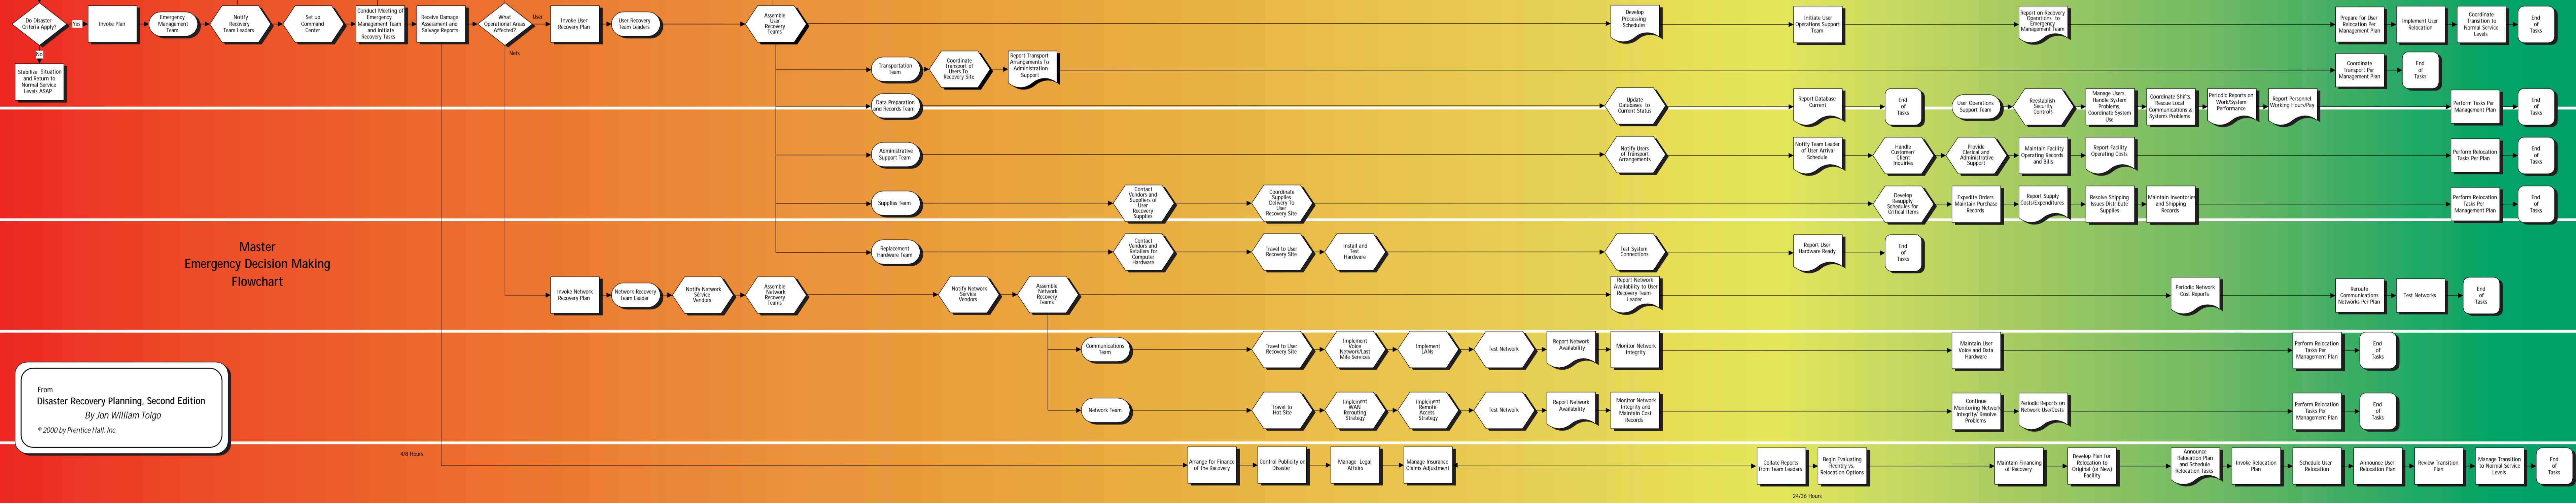 Do Disaster
Criteria Apply?
Yes
No
Stabilize Situation
and Return to
Normal Service
Levels ASAP
Invoke Plan
Emergency
Management
Team
Notify
Recovery
Team Leaders
Set up
Command
Center
Conduct Meeting of
Emergency
Management Team
and Initiate
Recovery Tasks
Receive Damage
Assessment and
Salvage Reports
What
Operational Areas
Affected?
User
Nets
Invoke User
Recovery Plan
User Recovery
Team Leaders
Assemble
User
Recovery
Teams
Develop
Processing
Schedules
Initiate User
Operations Support
Team
Report on Recovery
Operations to
Emergency
Management Team
Prepare for User
Relocation Per
Management Plan
Implement User
Relocation
Coordinate
Transition to
Normal Service
Levels
End
of
Tasks
Transportation
Team
Coordinate
Transport of
Users To
Recovery Site
Report Transport
Arrangements To
Administration
Support
Coordinate
Transport Per
Management Plan
End
of
Tasks
Data Preparation
and Records Team
Update
Databases to
Current Status
Report Database
Current
End
of
Tasks
User Operations
Support Team
Reestablish
Security
Controls
Manage Users,
Handle System
Problems,
Coordinate System
Use
Coordinate Shifts,
Rescue Local
Communications &
Systems Problems
Periodic Reports on
Work/System
Performance
Report Personnel
Working Hours/Pay
Perform Tasks Per
Management Plan
End
of
Tasks
Administrative
Support Team
Notify Users
of Transport
Arrangements
Notify Team Leader
of User Arrival
Schedule
Handle
Customer/
Client
Inquiries
Provide
Clerical and
Administrative
Support
Maintain Facility
Operating Records
and Bills
Report Facility
Operating Costs
Perform Relocation
Tasks Per Plan
End
of
Tasks
Supplies Team
Contact
Vendors and
Suppliers of
User
Recovery
Supplies
Coordinate
Supplies
Delivery To
User
Recovery Site
Develop
Resupply
Schedules for
Critical Items
Expedite Orders
Maintain Purchase
Records
Report Supply
Costs/Expenditures
Resolve Shipping
Issues Distribute
Supplies
Maintain Inventories
and Shipping
Records
Perform Relocation
Tasks Per
Management Plan
End
of
Tasks
Master
Emergency Decision Making
Flowchart
Replacement
Hardware Team
Contact
Vendors and
Retailers for
Computer
Hardware
Travel to User
Recovery Site
Install and
Test
Hardware
Test System
Connections
Report User
Hardware Ready
End
of
Tasks
Invoke Network
Recovery Plan
Network Recovery
Team Leader
Notify Network
Service
Vendors
Assemble
Network
Recovery
Teams
Notify Network
Service
Vendors
Assemble
Network
Recovery
Teams
Report Network
Availability to User
Recovery Team
Leader
Periodic Network
Cost Reports
Reroute
Communications
Networks Per Plan
Test Networks
End
of
Tasks
Communications
Team
Travel to User
Recovery Site
Implement
Voice
Network/Last
Mile Services
Implement
LANs
Test Network
Report Network
Availability
Monitor Network
Integrity
Maintain User
Voice and Data
Hardware
Perform Relocation
Tasks Per
Management Plan
End
of
Tasks
From
Disaster Recovery Planning, Second Edition
By Jon William Toigo
© 2000 by Prentice Hall, Inc.
Network Team
Travel to
Hot Site
Implement
WAN
Rerouting
Strategy
Implement
Remote
Access
Strategy
Test Network
Report Network
Availability
Monitor Network
Integrity and
Maintain Cost
Records
Continue
Monitoring Network
Integrity/ Resolve
Problems
Periodic Reports on
Network Use/Costs
Perform Relocation
Tasks Per
Management Plan
End
of
Tasks
4/8 Hours
Arrange for Finance
of the Recovery
Control Publicity on
Disaster
Manage Legal
Affairs
Manage Insurance
Claims Adjustment
Collate Reports
from Team Leaders
Begin Evaluating
Reentry vs.
Relocation Options
24/36 Hours
Maintain Financing
of Recovery
Develop Plan for
Relocation to
Original (or New)
Facility
Announce
Relocation Plan
and Schedule
Relocation Tasks
Invoke Relocation
Plan
Schedule User
Relocation
Announce User
Relocation Plan
Review Transition
Plan
Manage Transition
to Normal Service
Levels
End
of
Tasks